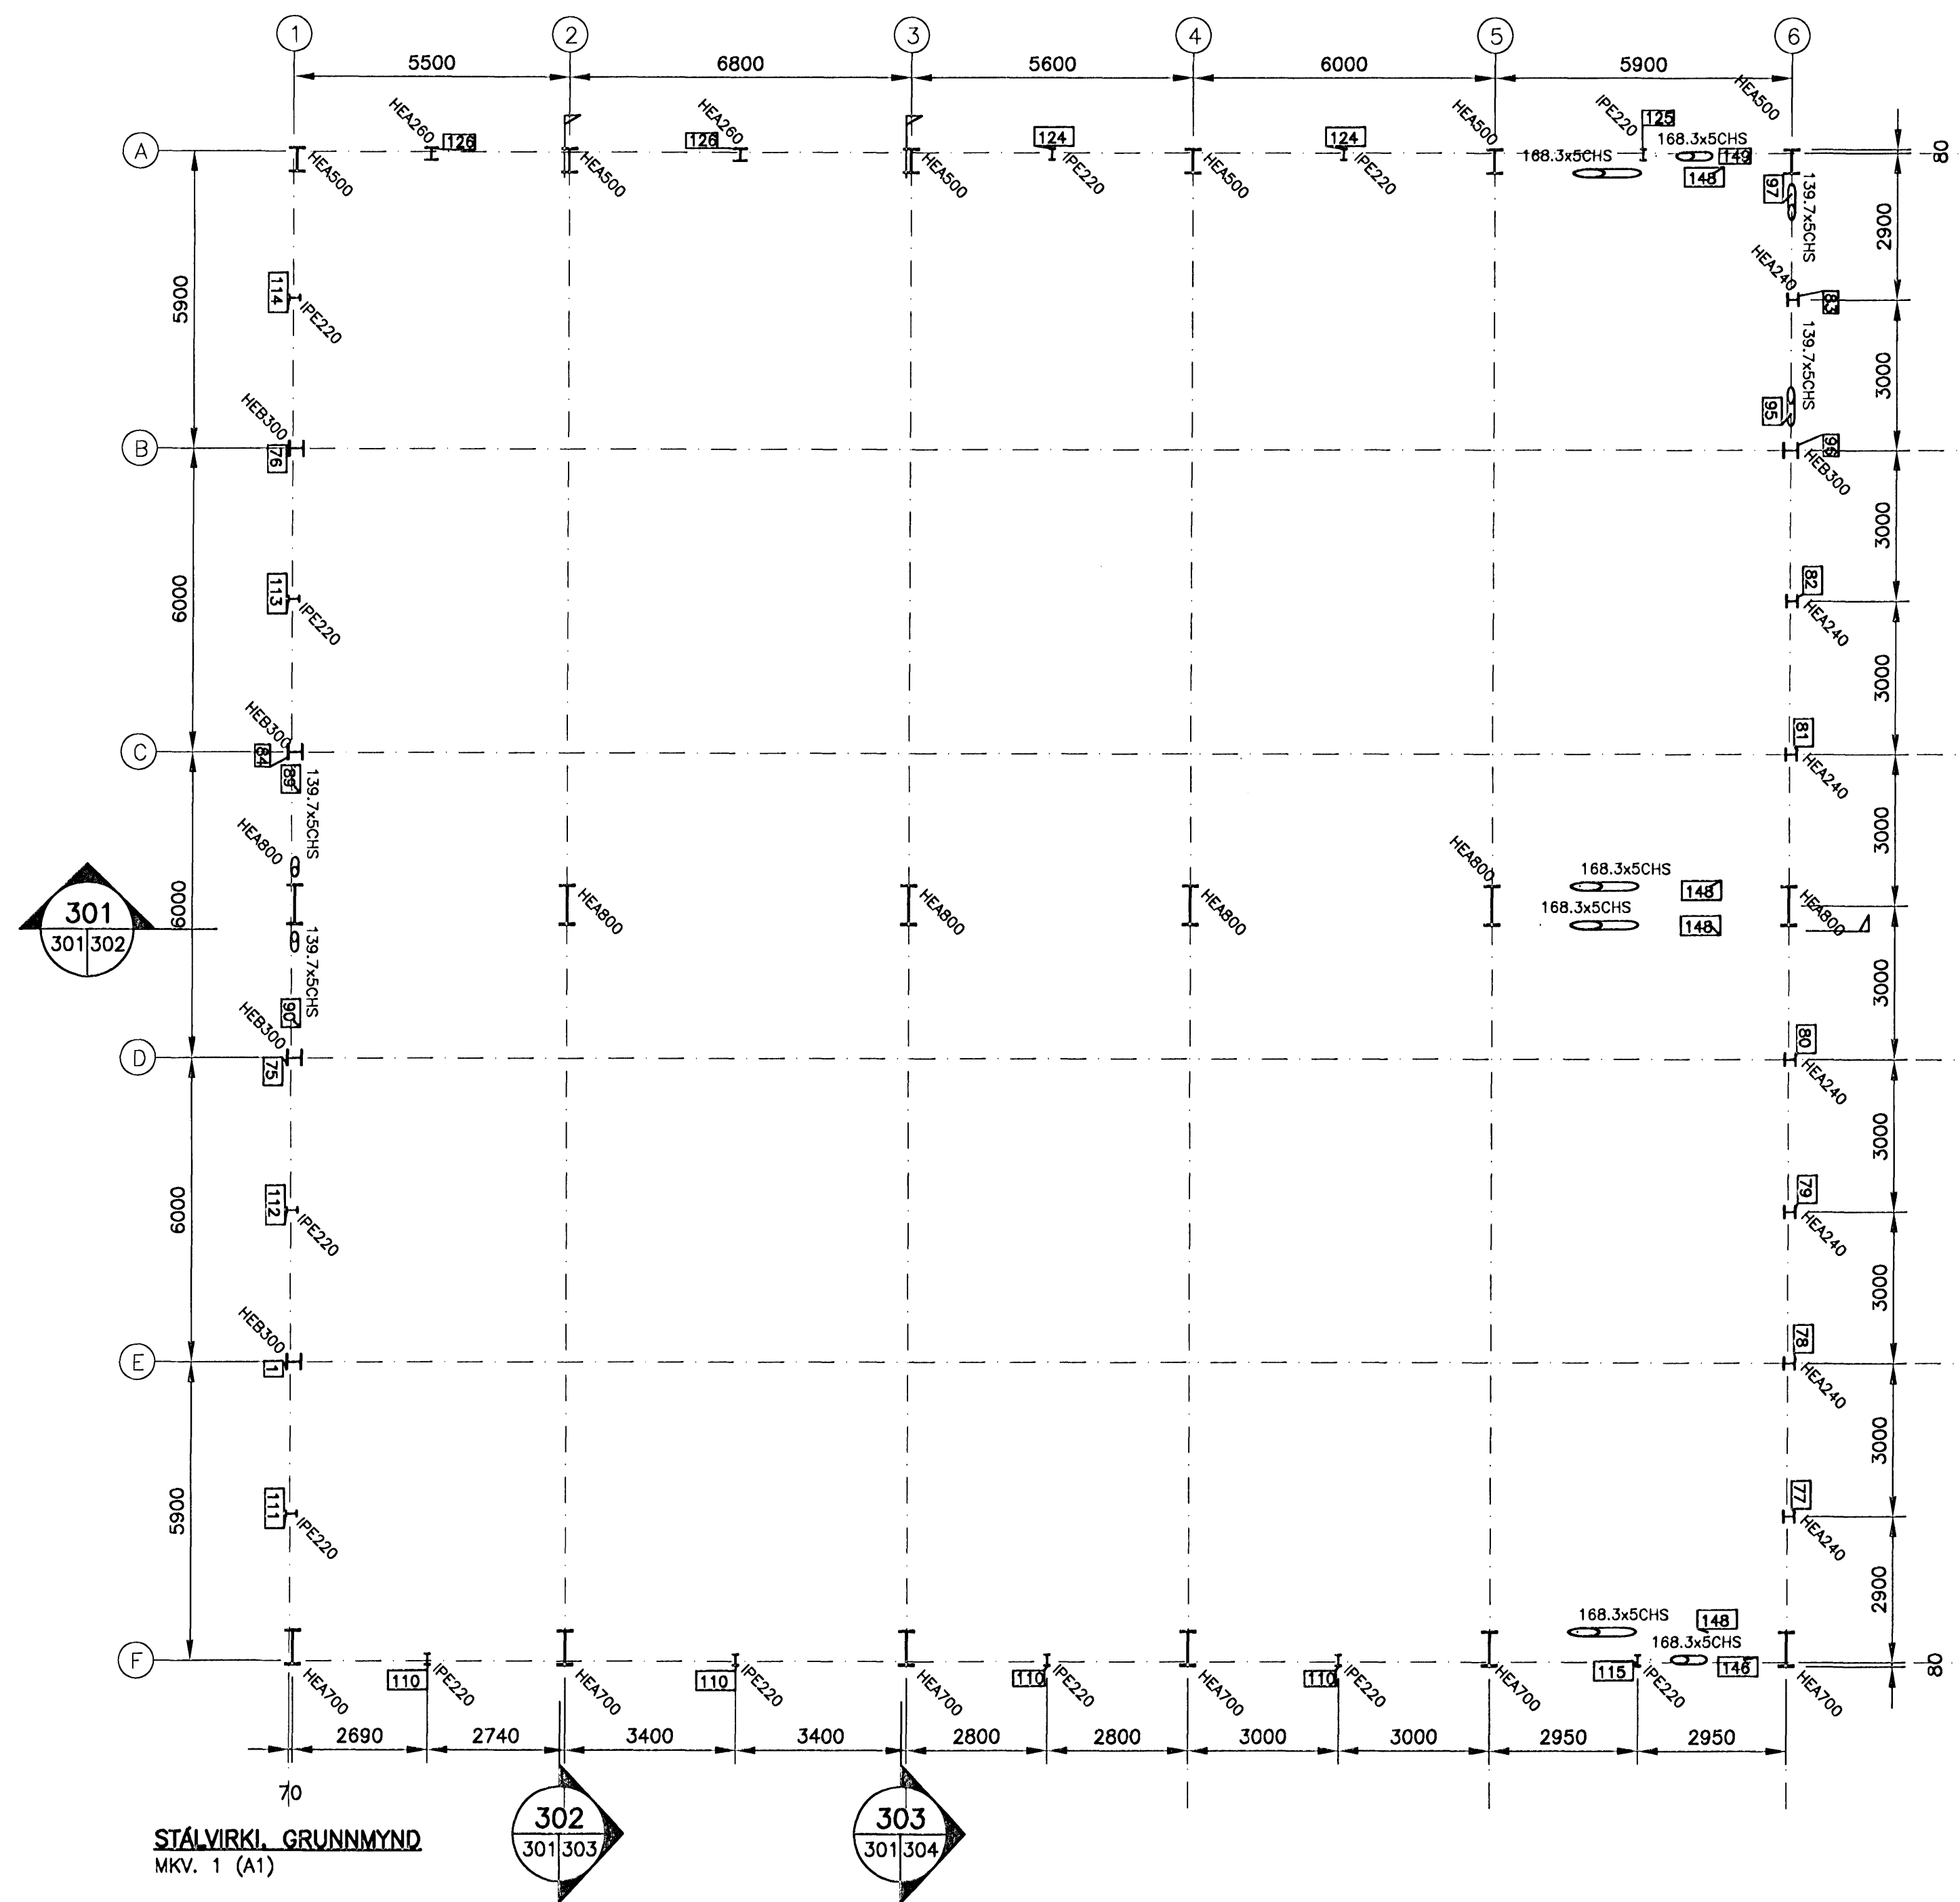 1
2
3
4
5
6
5500
6800
5600
6000
5900
HEA500
HEA260
126
126
HEA260
124
124
HEA500
IPE220
125
168.3x5CHS
149
A
HEA500
HEA500
HEA500
IPE220
HEA500
IPE220
168.3x5CHS
148
80
97
139.7x5CHS
2900
5900
114
IPE220
HEA240
83
139.7x5CHS
3000
95
HEB300
B
76
96
HEB300
3000
6000
113
IPE220
82
HEA240
3000
HEB300
C
84
89
139.7x5CHS
81
HEA240
3000
HEA800
HEA800
168.3x5CHS
148
6000
301
301 302
HEA800
HEA800
HEA800
168.3x5CHS
148
HEA800
139.7x5CHS
90
3000
HEB300
D
75
80
HEA240
3000
6000
112
IPE220
79
HEA240
3000
HEB300
E
1
78
HEA240
3000
5900
111
IPE220
77
HEA240
2900
168.3x5CHS
148
168.3x5CHS
F
HEA700
110
IPE220
HEA700
110
IPE220
HEA700
110
IPE220
HEA700
110
IPE220
HEA700
115
IPE220
146
HEA700
80
2690
2740
3400
3400
2800
2800
3000
3000
2950
2950
70
302
301 303
303
301 304
STÁLVIRKI. GRUNNMYND
MKV. 1 (A1)